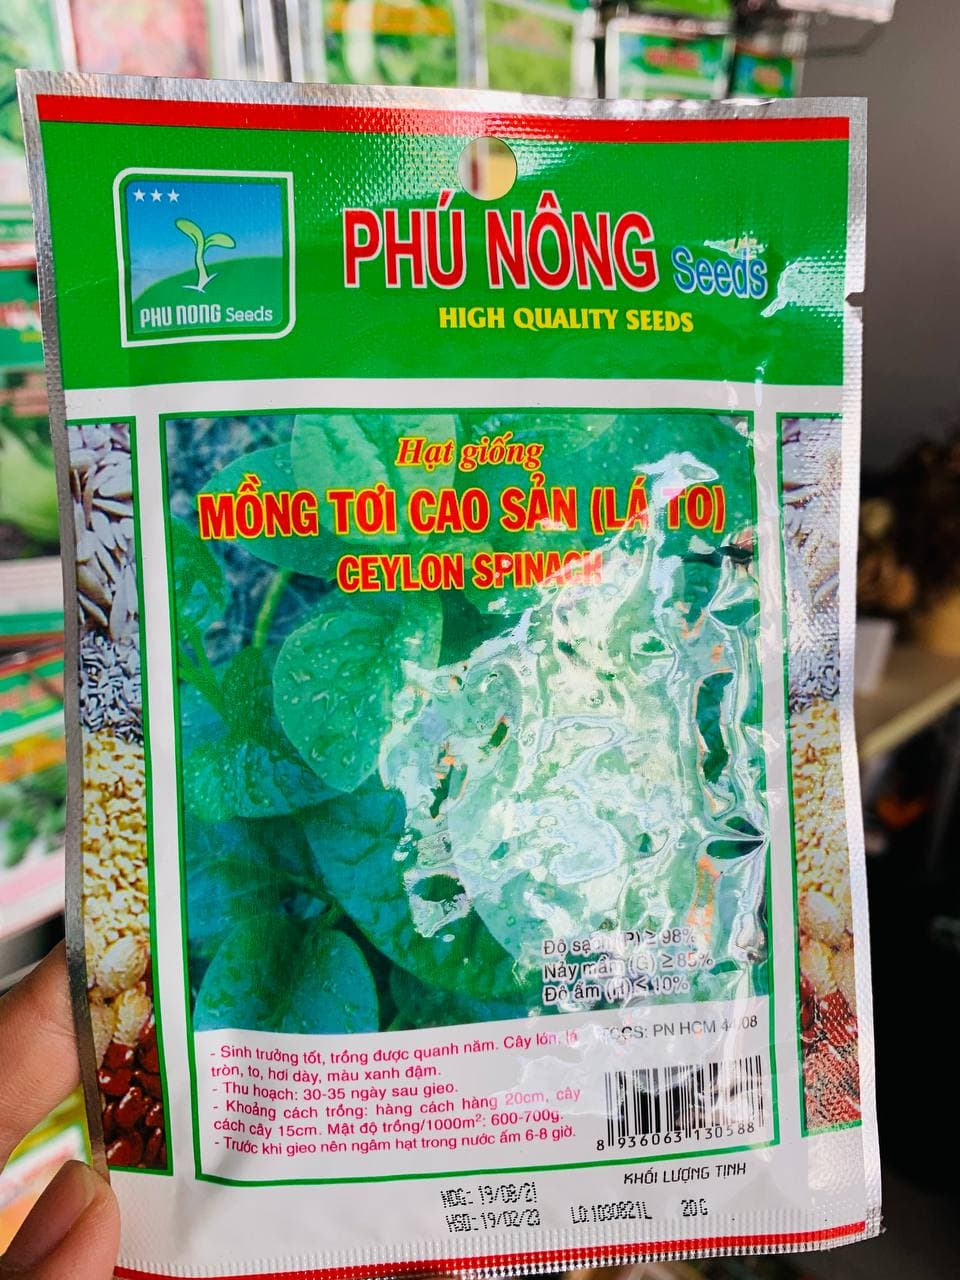 PHU NONG Seeds
PHÚ NÔNG Seeds
HIGH QUALITY SEEDS
Hạt giống
MỒNG TƠI CAO SẢN (LÁ TO)
CEYLON SPINACH
Độ sạch (P) ≥ 98%
Nảy mầm (G) ≥ 85%
Độ ẩm (H) ≤ 10%
TCCS: PN HCM 44.08
- Sinh trưởng tốt, trồng được quanh năm. Cây lớn, lá
tròn, to, hơi dày, màu xanh đậm.
- Thu hoạch: 30-35 ngày sau gieo.
- Khoảng cách trồng: hàng cách hàng 20cm, cây
cách cây 15cm. Mật độ trồng/1000m²: 600-700g.
- Trước khi gieo nên ngâm hạt trong nước ấm 6-8 giờ.
8 936063 130588
KHỐI LƯỢNG TỊNH
NDG: 19/08/21
HSD: 19/02/23 LO.1030821L 20G